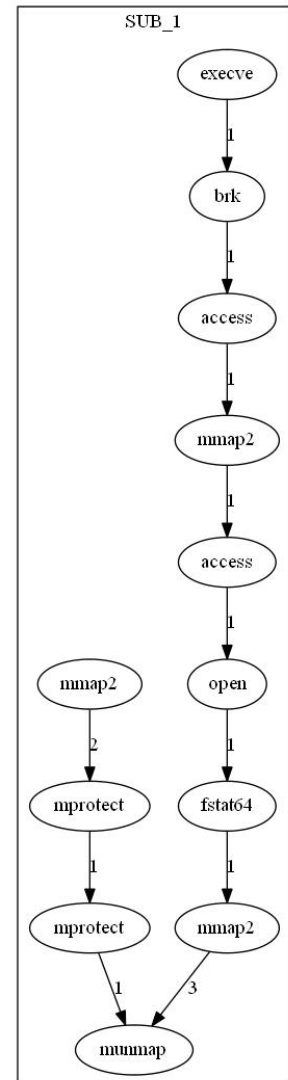 SUB_1
execve
1
brk
1
access
1
mmap2
1
access
1
mmap2
open
2
1
mprotect
fstat64
1
1
mprotect
mmap2
1
3
munmap